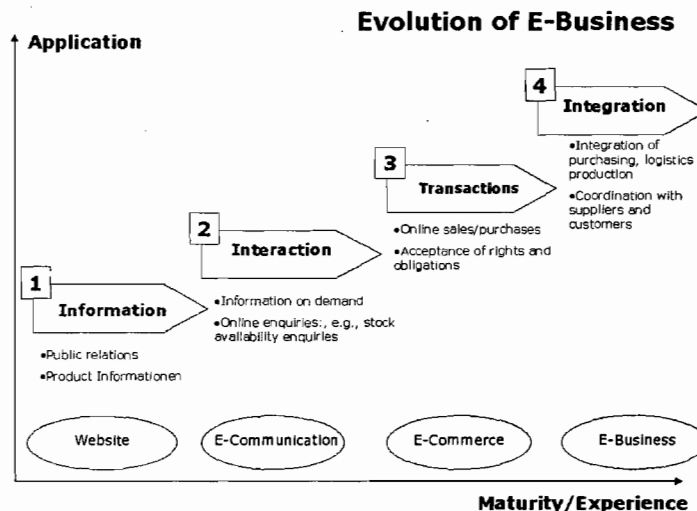 Evolution of E-Business
Application
4
Integration
•Integration of
purchasing, logistics
production
•Coordination with
suppliers and
customers
3
Transactions
•Online sales/purchases
•Acceptance of rights and
obligations
2
Interaction
•Information on demand
•Online enquiries:, e.g., stock
availability enquiries
1
Information
•Public relations
•Product Informationen
Website
E-Communication
E-Commerce
E-Business
Maturity/Experience